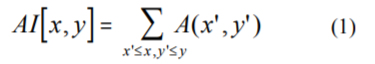 AI[x, y] = ∑ A(x', y') (1)
x'≤x, y'≤y